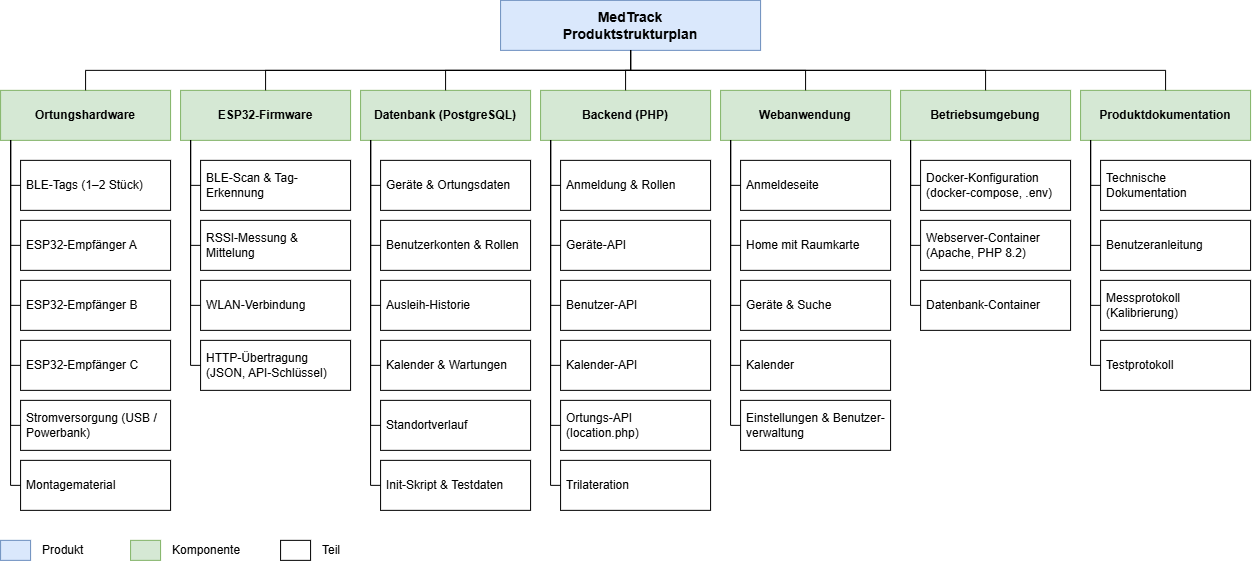 MedTrack
Produktstrukturplan
Ortungshardware
BLE-Tags (1–2 Stück)
ESP32-Empfänger A
ESP32-Empfänger B
ESP32-Empfänger C
Stromversorgung (USB /
Powerbank)
Montagematerial
ESP32-Firmware
BLE-Scan & Tag-
Erkennung
RSSI-Messung &
Mittelung
WLAN-Verbindung
HTTP-Übertragung
(JSON, API-Schlüssel)
Datenbank (PostgreSQL)
Geräte & Ortungsdaten
Benutzerkonten & Rollen
Ausleih-Historie
Kalender & Wartungen
Standortverlauf
Init-Skript & Testdaten
Backend (PHP)
Anmeldung & Rollen
Geräte-API
Benutzer-API
Kalender-API
Ortungs-API
(location.php)
Trilateration
Webanwendung
Anmeldeseite
Home mit Raumkarte
Geräte & Suche
Kalender
Einstellungen & Benutzer-
verwaltung
Betriebsumgebung
Docker-Konfiguration
(docker-compose, .env)
Webserver-Container
(Apache, PHP 8.2)
Datenbank-Container
Produktdokumentation
Technische
Dokumentation
Benutzeranleitung
Messprotokoll
(Kalibrierung)
Testprotokoll
Produkt
Komponente
Teil